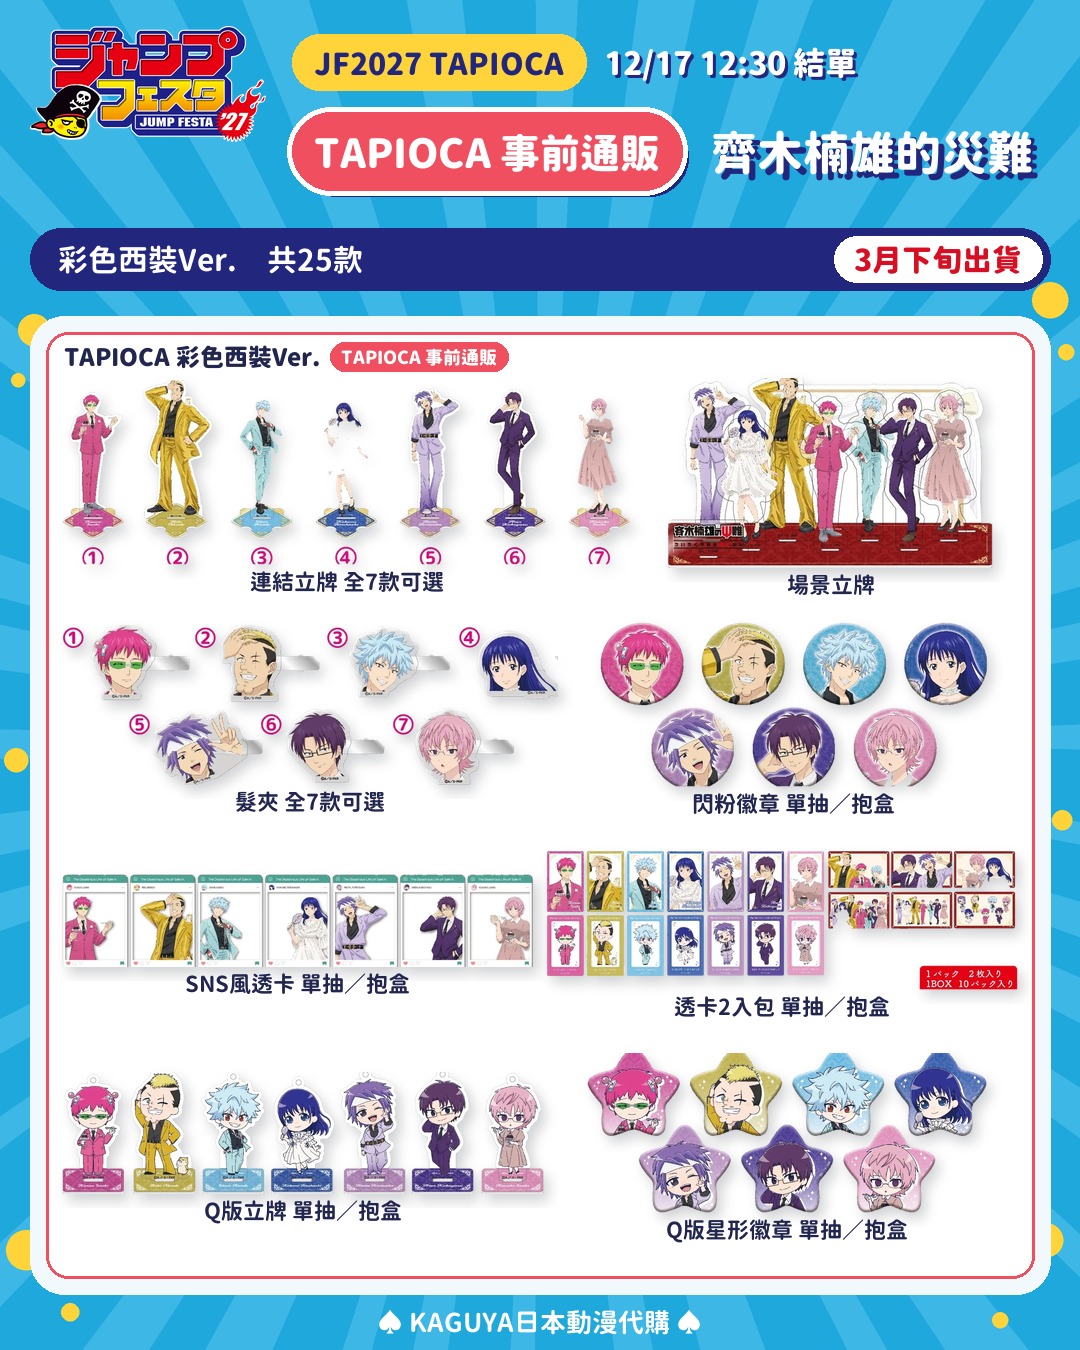 ジャンプ
フェスタ
JUMP FESTA '27
JF2027 TAPIOCA
12/17 12:30 結單
TAPIOCA 事前通販
齊木楠雄的災難
彩色西裝Ver. 共25款
3月下旬出貨
TAPIOCA 彩色西裝Ver.
TAPIOCA 事前通販
① ② ③ ④ ⑤ ⑥ ⑦
連結立牌 全7款可選
斉木楠雄のΨ難
場景立牌
① ② ③ ④
⑤ ⑥ ⑦
髮夾 全7款可選
閃粉徽章 單抽／抱盒
SNS風透卡 單抽／抱盒
1パック 2枚入り
1BOX 10パック入り
透卡2入包 單抽／抱盒
Q版立牌 單抽／抱盒
Q版星形徽章 單抽／抱盒
♠ KAGUYA日本動漫代購 ♠